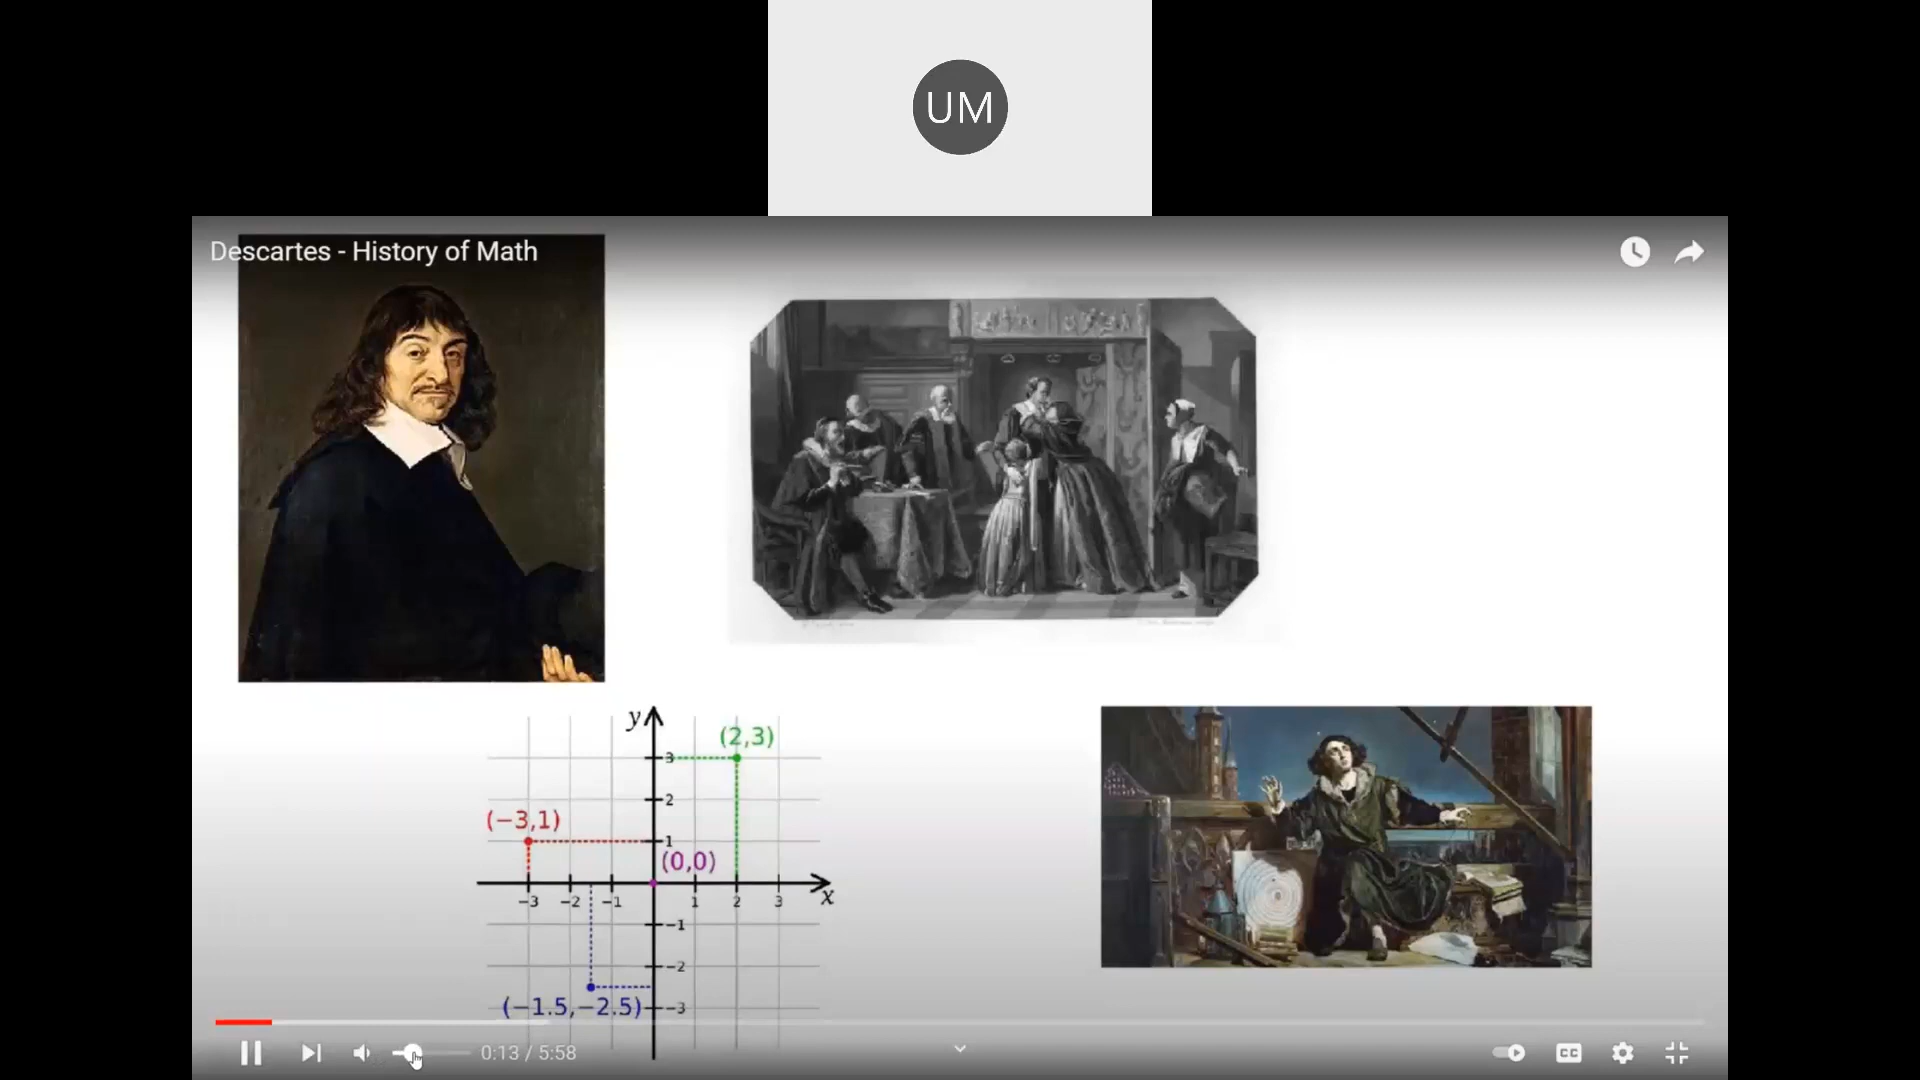 UM
Descartes - History of Math
y
(2,3)
3
2
(−3,1)
1
(0,0)
−3 −2 −1 1 2 3 x
−1
−2
(−1.5,−2.5)
−3
0:13 / 5:58
CC